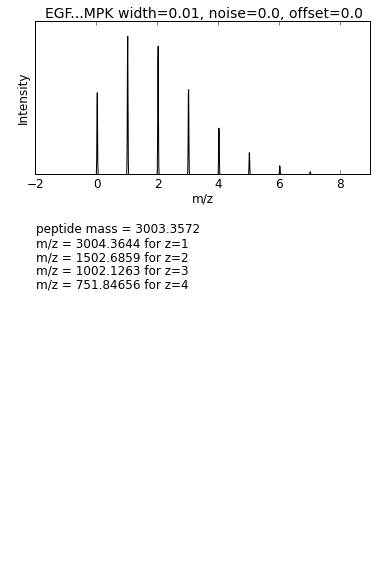 EGF...MPK width=0.01, noise=0.0, offset=0.0
Intensity
−2 0 2 4 6 8
m/z
peptide mass = 3003.3572
m/z = 3004.3644 for z=1
m/z = 1502.6859 for z=2
m/z = 1002.1263 for z=3
m/z = 751.84656 for z=4